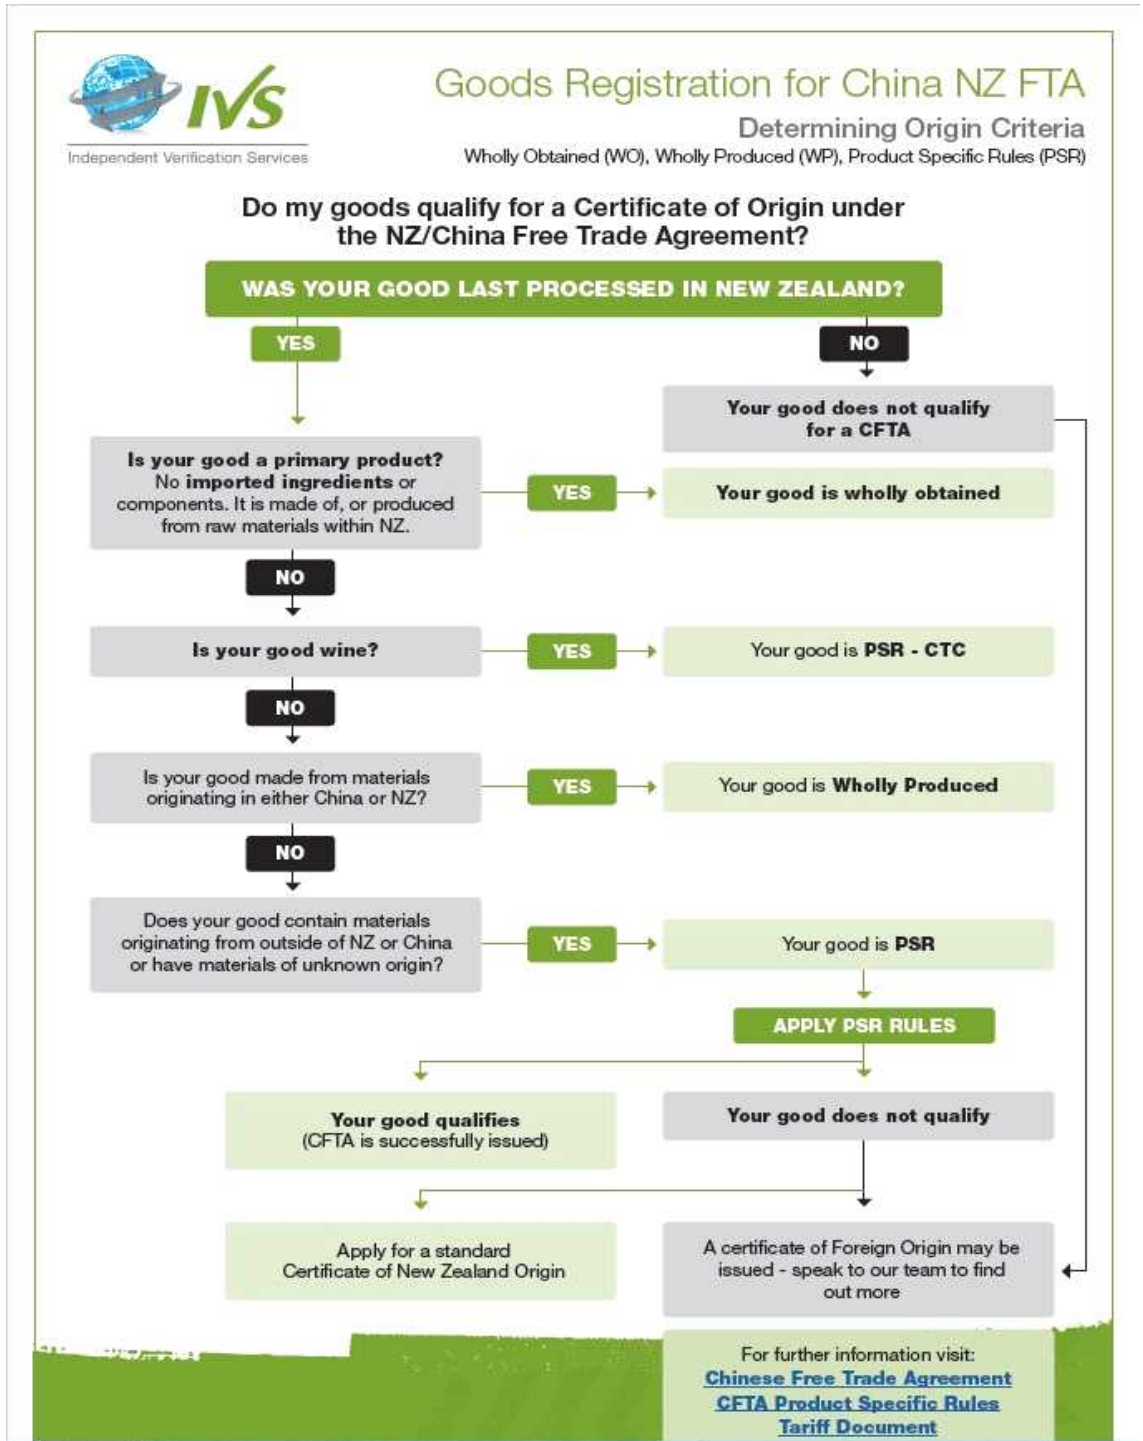 IVS
Independent Verification Services
Goods Registration for China NZ FTA
Determining Origin Criteria
Wholly Obtained (WO), Wholly Produced (WP), Product Specific Rules (PSR)
Do my goods qualify for a Certificate of Origin under
the NZ/China Free Trade Agreement?
WAS YOUR GOOD LAST PROCESSED IN NEW ZEALAND?
YES
NO
Your good does not qualify
for a CFTA
Is your good a primary product?
No imported ingredients or
components. It is made of, or produced
from raw materials within NZ.
YES
Your good is wholly obtained
NO
Is your good wine?
YES
Your good is PSR - CTC
NO
Is your good made from materials
originating in either China or NZ?
YES
Your good is Wholly Produced
NO
Does your good contain materials
originating from outside of NZ or China
or have materials of unknown origin?
YES
Your good is PSR
APPLY PSR RULES
Your good qualifies
(CFTA is successfully issued)
Your good does not qualify
Apply for a standard
Certificate of New Zealand Origin
A certificate of Foreign Origin may be
issued - speak to our team to find
out more
For further information visit:
Chinese Free Trade Agreement
CFTA Product Specific Rules
Tariff Document